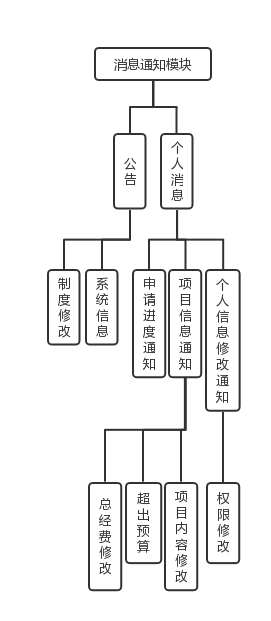 消息通知模块
公告
个人消息
制度修改
系统信息
申请进度通知
项目信息通知
个人信息修改通知
总经费修改
超出预算
项目内容修改
权限修改